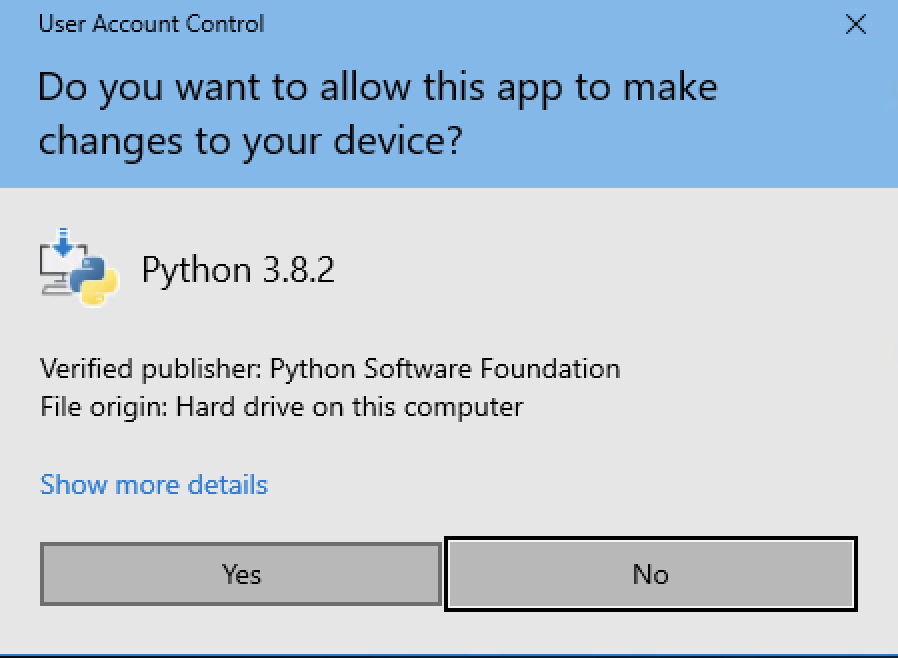 User Account Control
Do you want to allow this app to make
changes to your device?
Python 3.8.2
Verified publisher: Python Software Foundation
File origin: Hard drive on this computer
Show more details
Yes
No